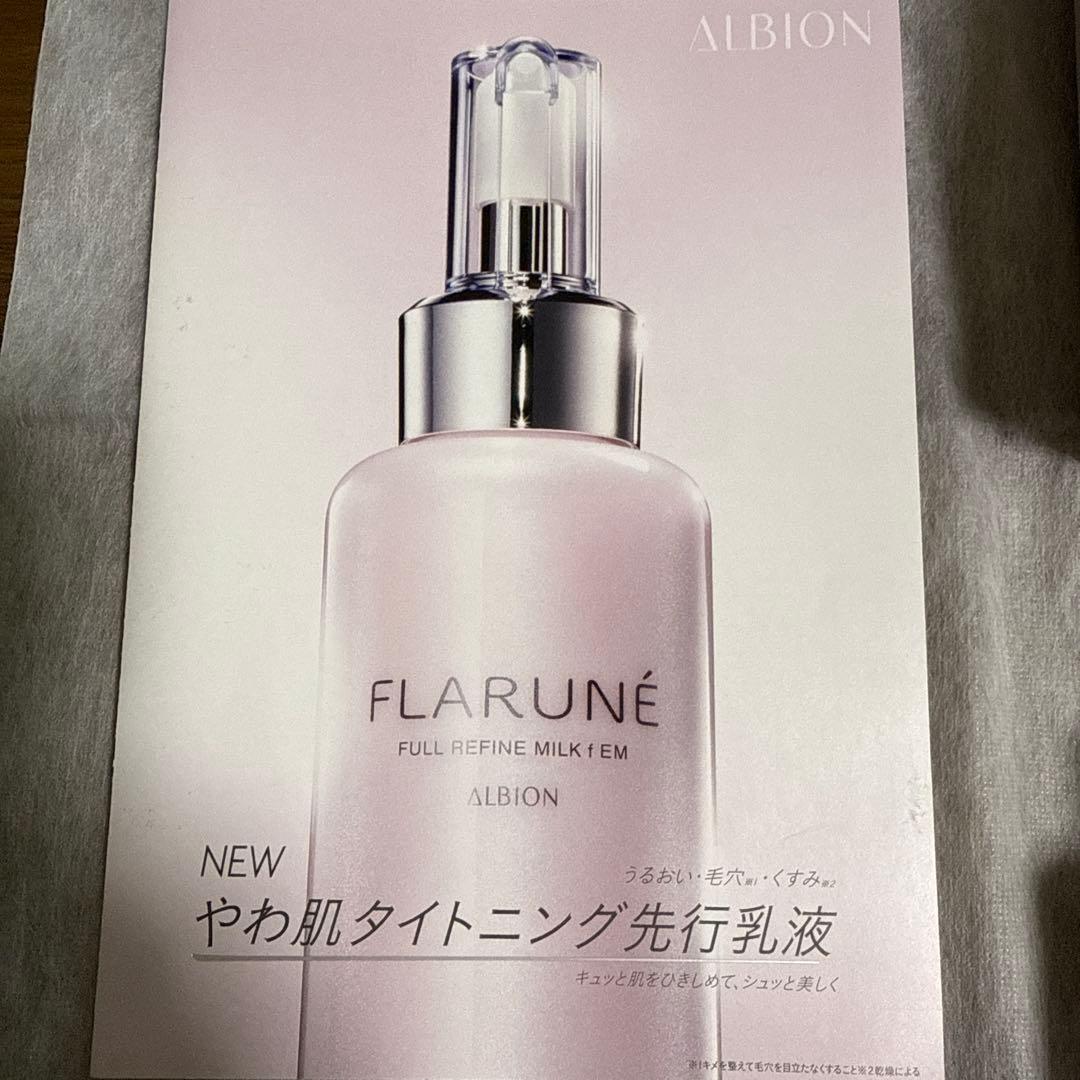 ALBION
FLARUNÉ
FULL REFINE MILK f EM
ALBION
NEW
うるおい・毛穴※1・くすみ※2
やわ肌タイトニング先行乳液
キュッと肌をひきしめて、シュッと美しく
※1キメを整えて毛穴を目立たなくすること※2乾燥による